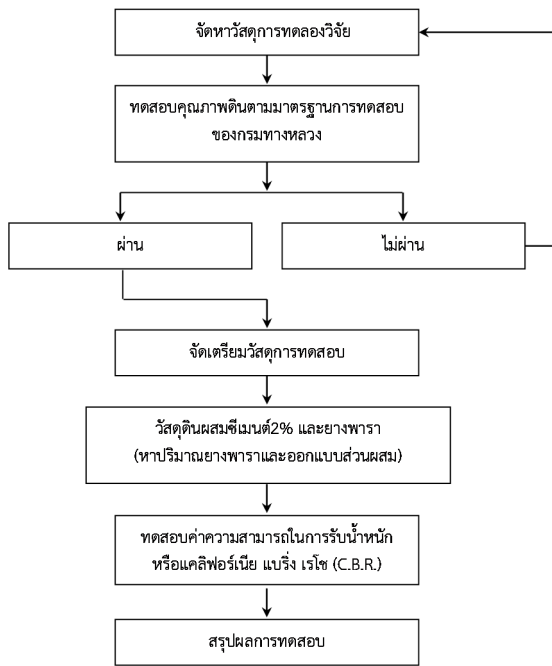 จัดหาวัสดุการทดลองวิจัย
ทดสอบคุณภาพดินตามมาตรฐานการทดสอบ
ของกรมทางหลวง
ผ่าน
ไม่ผ่าน
จัดเตรียมวัสดุการทดสอบ
วัสดุดินผสมซีเมนต์2% และยางพารา
(หาปริมาณยางพาราและออกแบบส่วนผสม)
ทดสอบค่าความสามารถในการรับน้ำหนัก
หรือแคลิฟอร์เนีย แบริ่ง เรโช (C.B.R.)
สรุปผลการทดสอบ